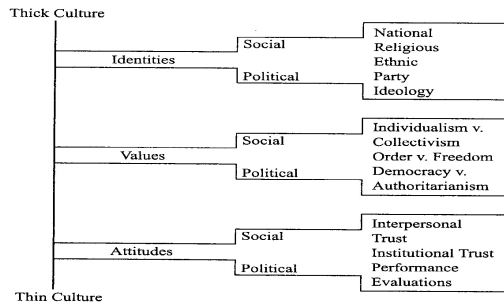 Thick Culture
Identities
Social
Political
National
Religious
Ethnic
Party
Ideology
Values
Social
Political
Individualism v.
Collectivism
Order v. Freedom
Democracy v.
Authoritarianism
Attitudes
Social
Political
Interpersonal
Trust
Institutional Trust
Performance
Evaluations
Thin Culture